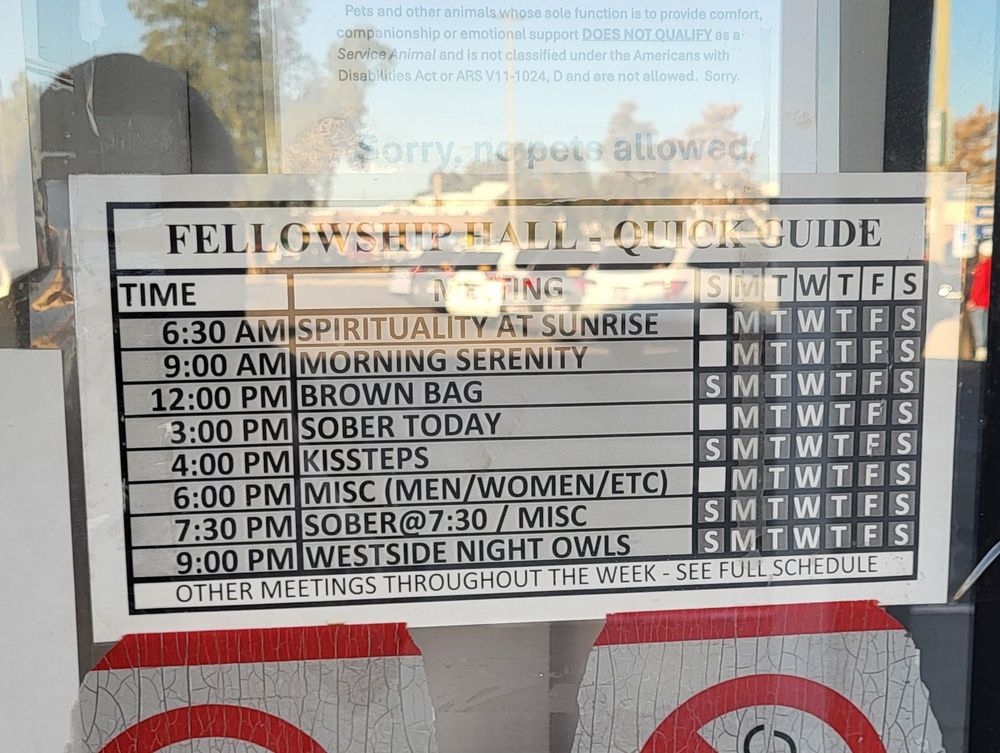 Pets and other animals whose sole function is to provide comfort,
companionship or emotional support DOES NOT QUALIFY as a
Service Animal and is not classified under the Americans with
Disabilities Act or ARS V11-1024, D and are not allowed. Sorry.
Sorry, no pets allowed
FELLOWSHIP HALL - QUICK GUIDE
TIME MEETING S M T W T F S
6:30 AM SPIRITUALITY AT SUNRISE M T W T F S
9:00 AM MORNING SERENITY M T W T F S
12:00 PM BROWN BAG S M T W T F S
3:00 PM SOBER TODAY M T W T F S
4:00 PM KISSTEPS S M T W T F S
6:00 PM MISC (MEN/WOMEN/ETC) M T W T F S
7:30 PM SOBER@7:30 / MISC S M T W T F S
9:00 PM WESTSIDE NIGHT OWLS S M T W T F S
OTHER MEETINGS THROUGHOUT THE WEEK - SEE FULL SCHEDULE